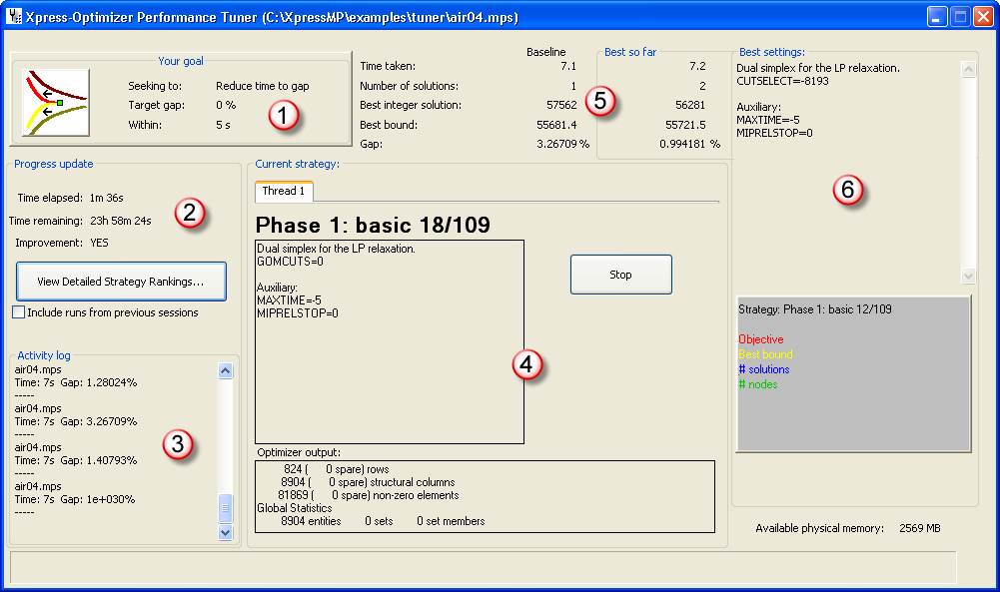 Xpress-Optimizer Performance Tuner (C:\XpressMP\examples\tuner\air04.mps)
Your goal
Seeking to: Reduce time to gap
Target gap: 0 %
Within: 5 s
1
Baseline Best so far
Time taken: 7.1 7.2
Number of solutions: 1 2
Best integer solution: 57562 56281
Best bound: 55681.4 55721.5
Gap: 3.26709 % 0.994181 %
5
Best settings:
Dual simplex for the LP relaxation.
CUTSELECT=-8193
Auxiliary:
MAXTIME=-5
MIPRELSTOP=0
6
Progress update
Time elapsed: 1m 36s
Time remaining: 23h 58m 24s
Improvement: YES
2
View Detailed Strategy Rankings...
Include runs from previous sessions
Activity log
air04.mps
Time: 7s Gap: 1.28024%
-----
air04.mps
Time: 7s Gap: 3.26709%
-----
air04.mps
Time: 7s Gap: 1.40793%
-----
air04.mps
Time: 7s Gap: 1e+030%
-----
3
Current strategy:
Thread 1
Phase 1: basic 18/109
Dual simplex for the LP relaxation.
GOMCUTS=0
Auxiliary:
MAXTIME=-5
MIPRELSTOP=0
Stop
4
Optimizer output:
824 ( 0 spare) rows
8904 ( 0 spare) structural columns
81869 ( 0 spare) non-zero elements
Global Statistics
8904 entities 0 sets 0 set members
Strategy: Phase 1: basic 12/109
Objective
Best bound
# solutions
# nodes
Available physical memory: 2569 MB